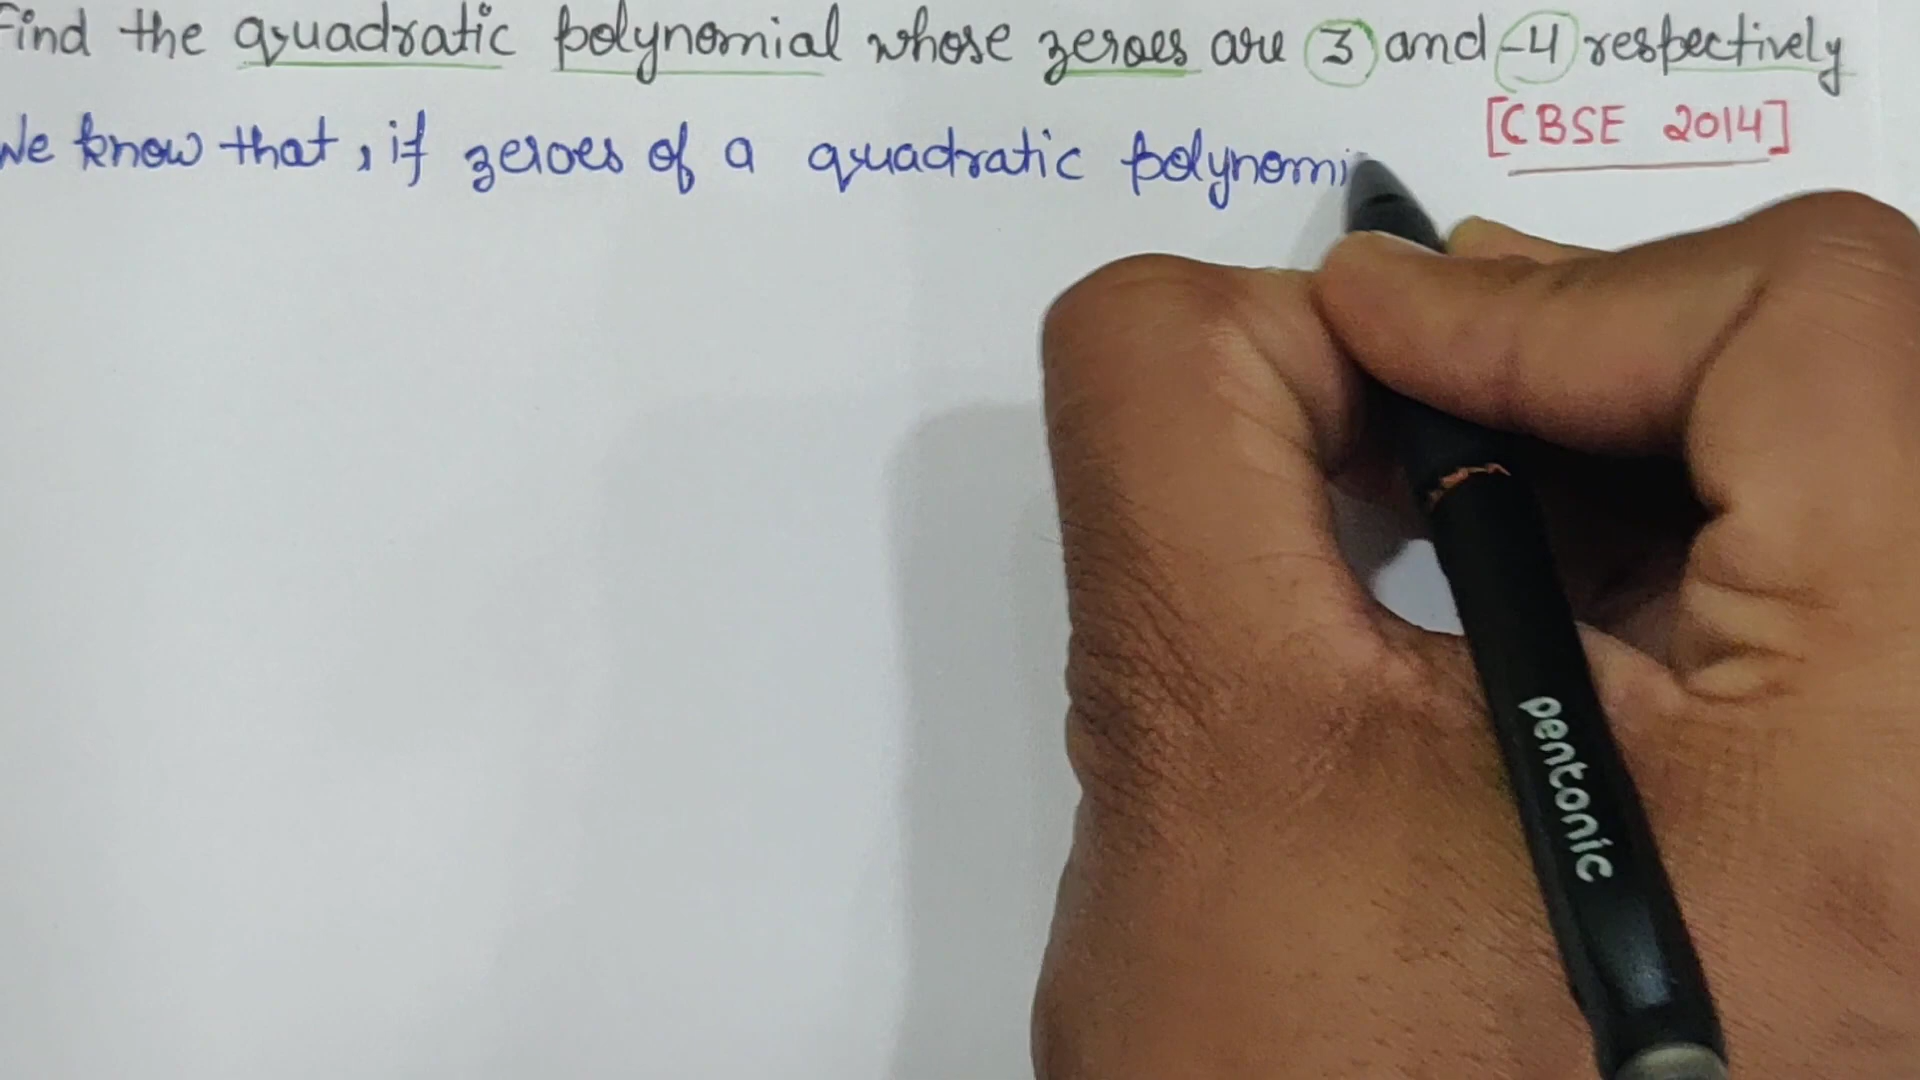 Find the quadratic polynomial whose zeroes are 3 and -4 respectively
[CBSE 2014]
We know that, if zeroes of a quadratic polynomi
pentonic